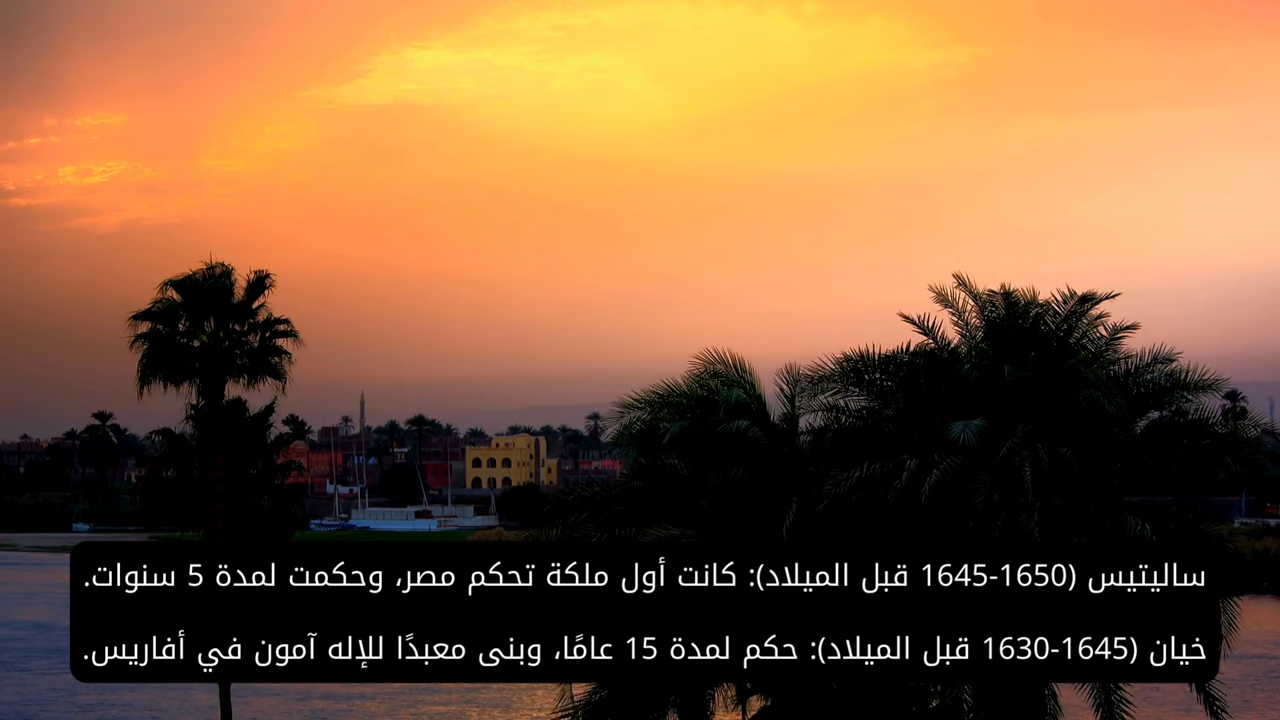 ساليتيس (1650-1645 قبل الميلاد): كانت أول ملكة تحكم مصر، وحكمت لمدة 5 سنوات.
خيان (1645-1630 قبل الميلاد): حكم لمدة 15 عامًا، وبنى معبدًا للإله آمون في أفاريس.